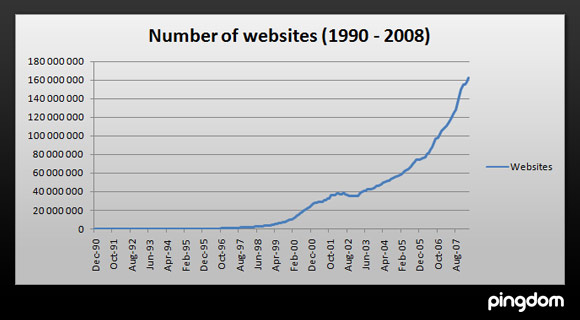 Number of websites (1990 - 2008)
180 000 000
160 000 000
140 000 000
120 000 000
100 000 000
80 000 000
60 000 000
40 000 000
20 000 000
0
Websites
Dec-90
Oct-91
Aug-92
Jun-93
Apr-94
Feb-95
Dec-95
Oct-96
Aug-97
Jun-98
Apr-99
Feb-00
Dec-00
Oct-01
Aug-02
Jun-03
Apr-04
Feb-05
Dec-05
Oct-06
Aug-07
pingdom